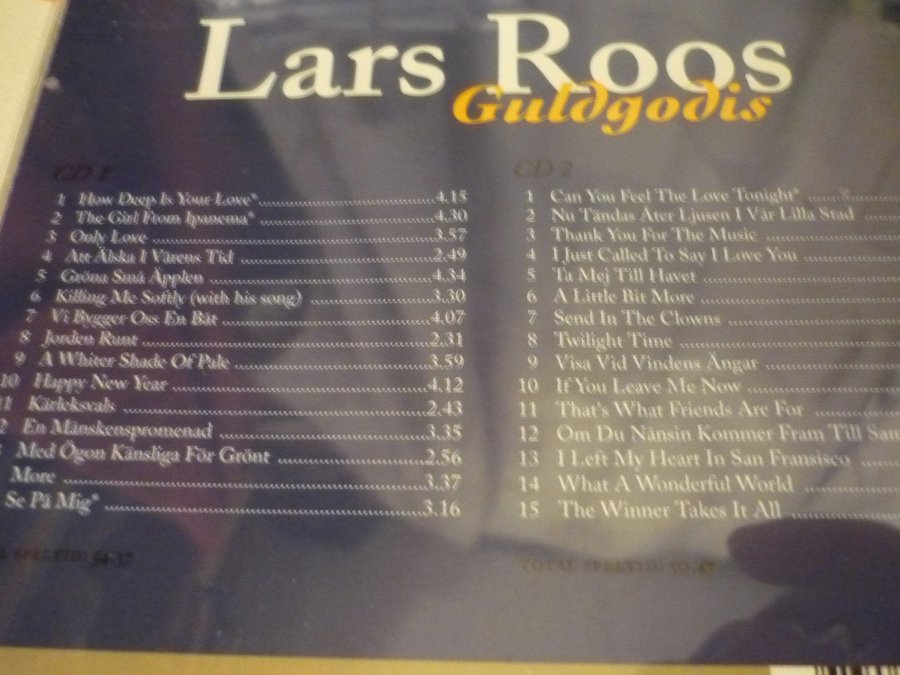 Lars Roos
Guldgodis
CD 1
1 How Deep Is Your Love* 4.15
2 The Girl From Ipanema* 4.30
3 Only Love 3.57
4 Att Älska I Vårens Tid 2.49
5 Gröna Små Äpplen 4.34
6 Killing Me Softly (with his song) 3.30
7 Vi Bygger Oss En Båt 4.07
8 Jorden Runt 2.31
9 A Whiter Shade Of Pale 3.59
10 Happy New Year 4.12
11 Kärleksvals 2.43
2 En Månskenspromenad 3.35
Med Ögon Känsliga För Grönt 2.56
More 3.37
Se På Mig* 3.16
SPELTID: 54.37
CD 2
1 Can You Feel The Love Tonight*
2 Nu Tändas Åter Ljusen I Vår Lilla Stad
3 Thank You For The Music
4 I Just Called To Say I Love You
5 Ta Mej Till Havet
6 A Little Bit More
7 Send In The Clowns
8 Twilight Time
9 Visa Vid Vindens Ängar
10 If You Leave Me Now
11 That's What Friends Are For
12 Om Du Nånsin Kommer Fram Till Sam
13 I Left My Heart In San Fransisco
14 What A Wonderful World
15 The Winner Takes It All
TOTAL SPELTID: 50.47